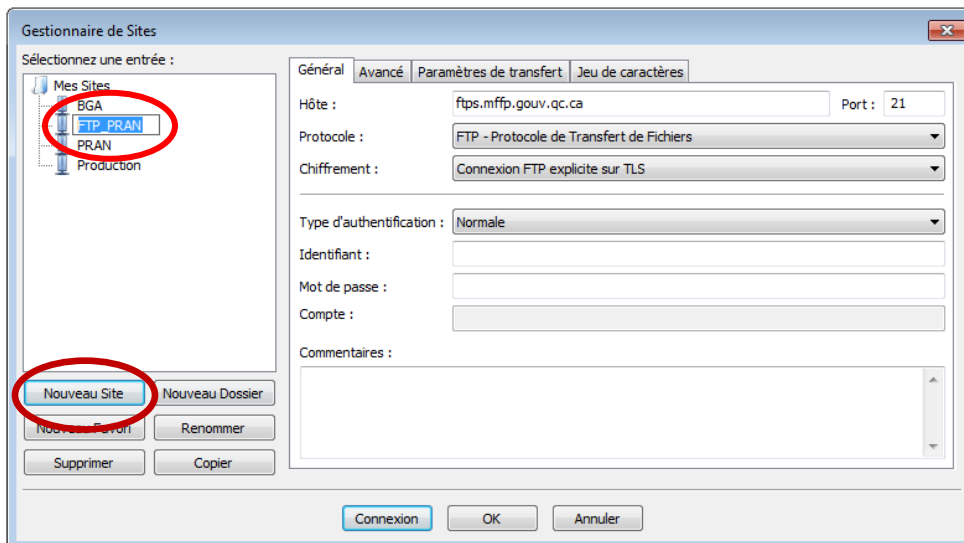 Gestionnaire de Sites
Sélectionnez une entrée :
Mes Sites
BGA
FTP_PRAN
PRAN
Production
Nouveau Site
Nouveau Dossier
Nouveau Favori
Renommer
Supprimer
Copier
Général
Avancé
Paramètres de transfert
Jeu de caractères
Hôte :
ftps.mffp.gouv.qc.ca
Port :
21
Protocole :
FTP - Protocole de Transfert de Fichiers
Chiffrement :
Connexion FTP explicite sur TLS
Type d'authentification :
Normale
Identifiant :
Mot de passe :
Compte :
Commentaires :
Connexion
OK
Annuler